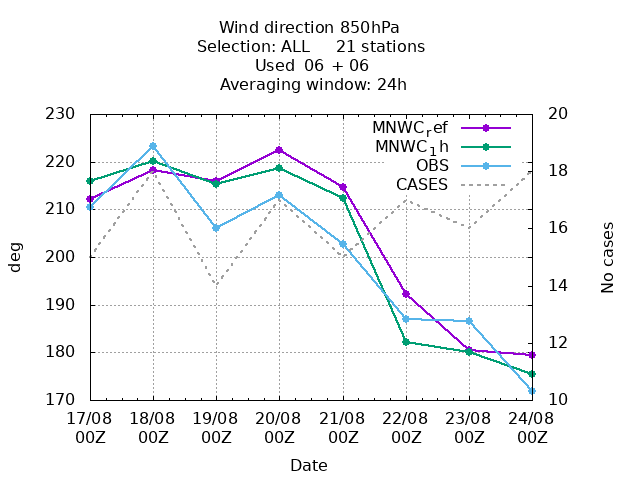 Wind direction 850hPa
Selection: ALL     21 stations
Used  06 + 06
Averaging window: 24h
230
220
210
200
190
180
170
deg
20
18
16
14
12
10
No cases
MNWCref
MNWC1h
OBS
CASES
17/08 18/08 19/08 20/08 21/08 22/08 23/08 24/08
00Z 00Z 00Z 00Z 00Z 00Z 00Z 00Z
Date